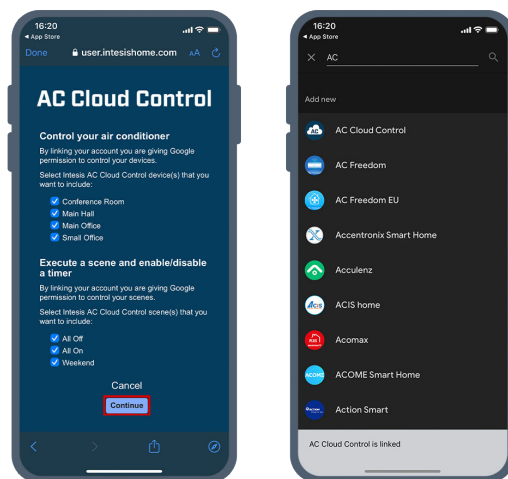 16:20
App Store
Done
user.intesishome.com
AA
AC Cloud Control
Control your air conditioner
By linking your account you are giving Google
permission to control your devices.
Select Intesis AC Cloud Control device(s) that you
want to include:
Conference Room
Main Hall
Main Office
Small Office
Execute a scene and enable/disable
a timer
By linking your account you are giving Google
permission to control your scenes.
Select Intesis AC Cloud Control scene(s) that you
want to include:
All Off
All On
Weekend
Cancel
Continue
16:20
App Store
AC
Add new
AC
AC Cloud Control
AC Freedom
AC Freedom EU
Accentronix Smart Home
Acculenz
Acis
ACIS home
Acomax
ACOME
ACOME Smart Home
Action Smart
AC Cloud Control is linked